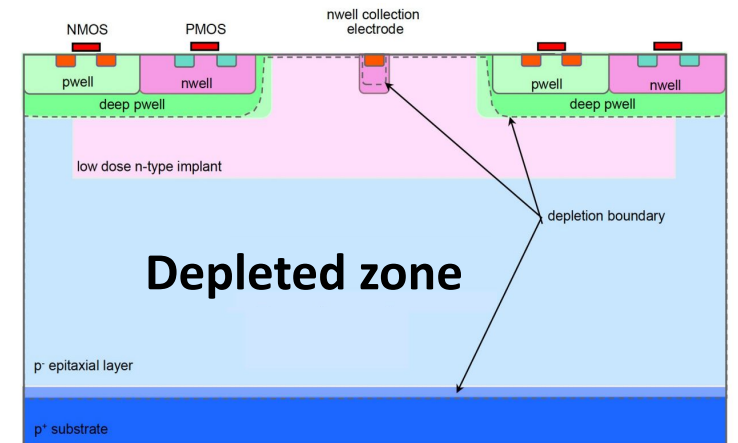 nwell collection
electrode
NMOS
PMOS
pwell
nwell
pwell
nwell
deep pwell
deep pwell
low dose n-type implant
depletion boundary
Depleted zone
p- epitaxial layer
p+ substrate